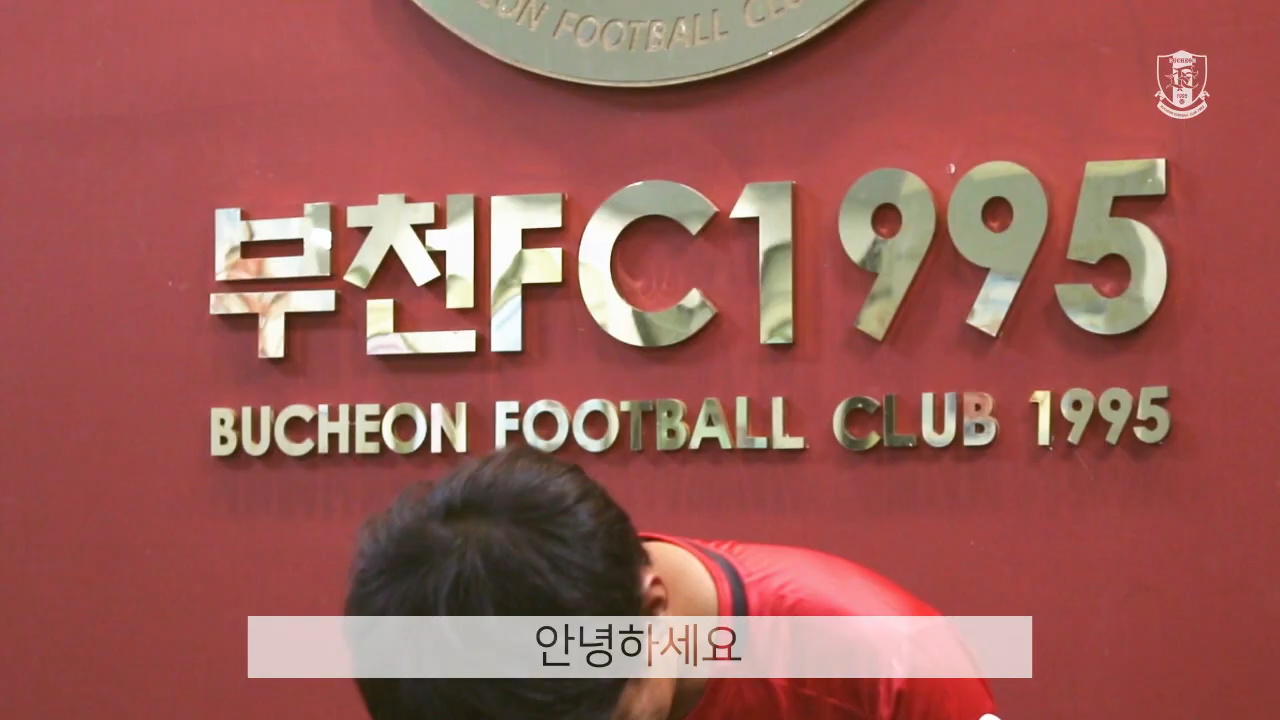 FOOTBALL
부천FC1995
BUCHEON FOOTBALL CLUB 1995
안녕하세요